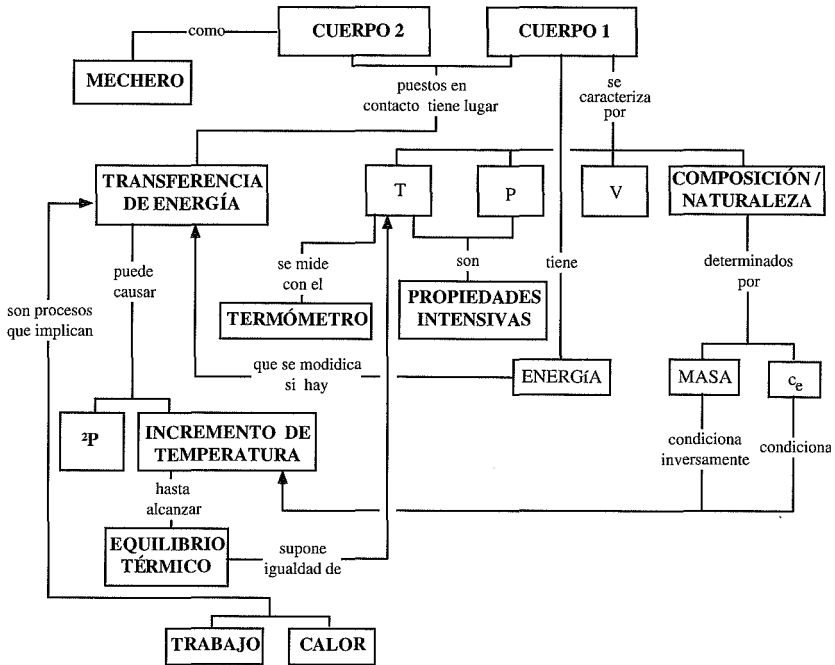 como
CUERPO 2
CUERPO 1
MECHERO
puestos en
contacto tiene lugar
se
caracteriza
por
TRANSFERENCIA
DE ENERGÍA
T
P
V
COMPOSICIÓN /
NATURALEZA
puede
causar
se mide
con el
son
tiene
determinados
por
son procesos
que implican
TERMÓMETRO
PROPIEDADES
INTENSIVAS
que se modidica
si hay
ENERGÍA
MASA
ce
²P
INCREMENTO DE
TEMPERATURA
condiciona
inversamente
condiciona
hasta
alcanzar
EQUILIBRIO
TÉRMICO
supone
igualdad de
TRABAJO
CALOR